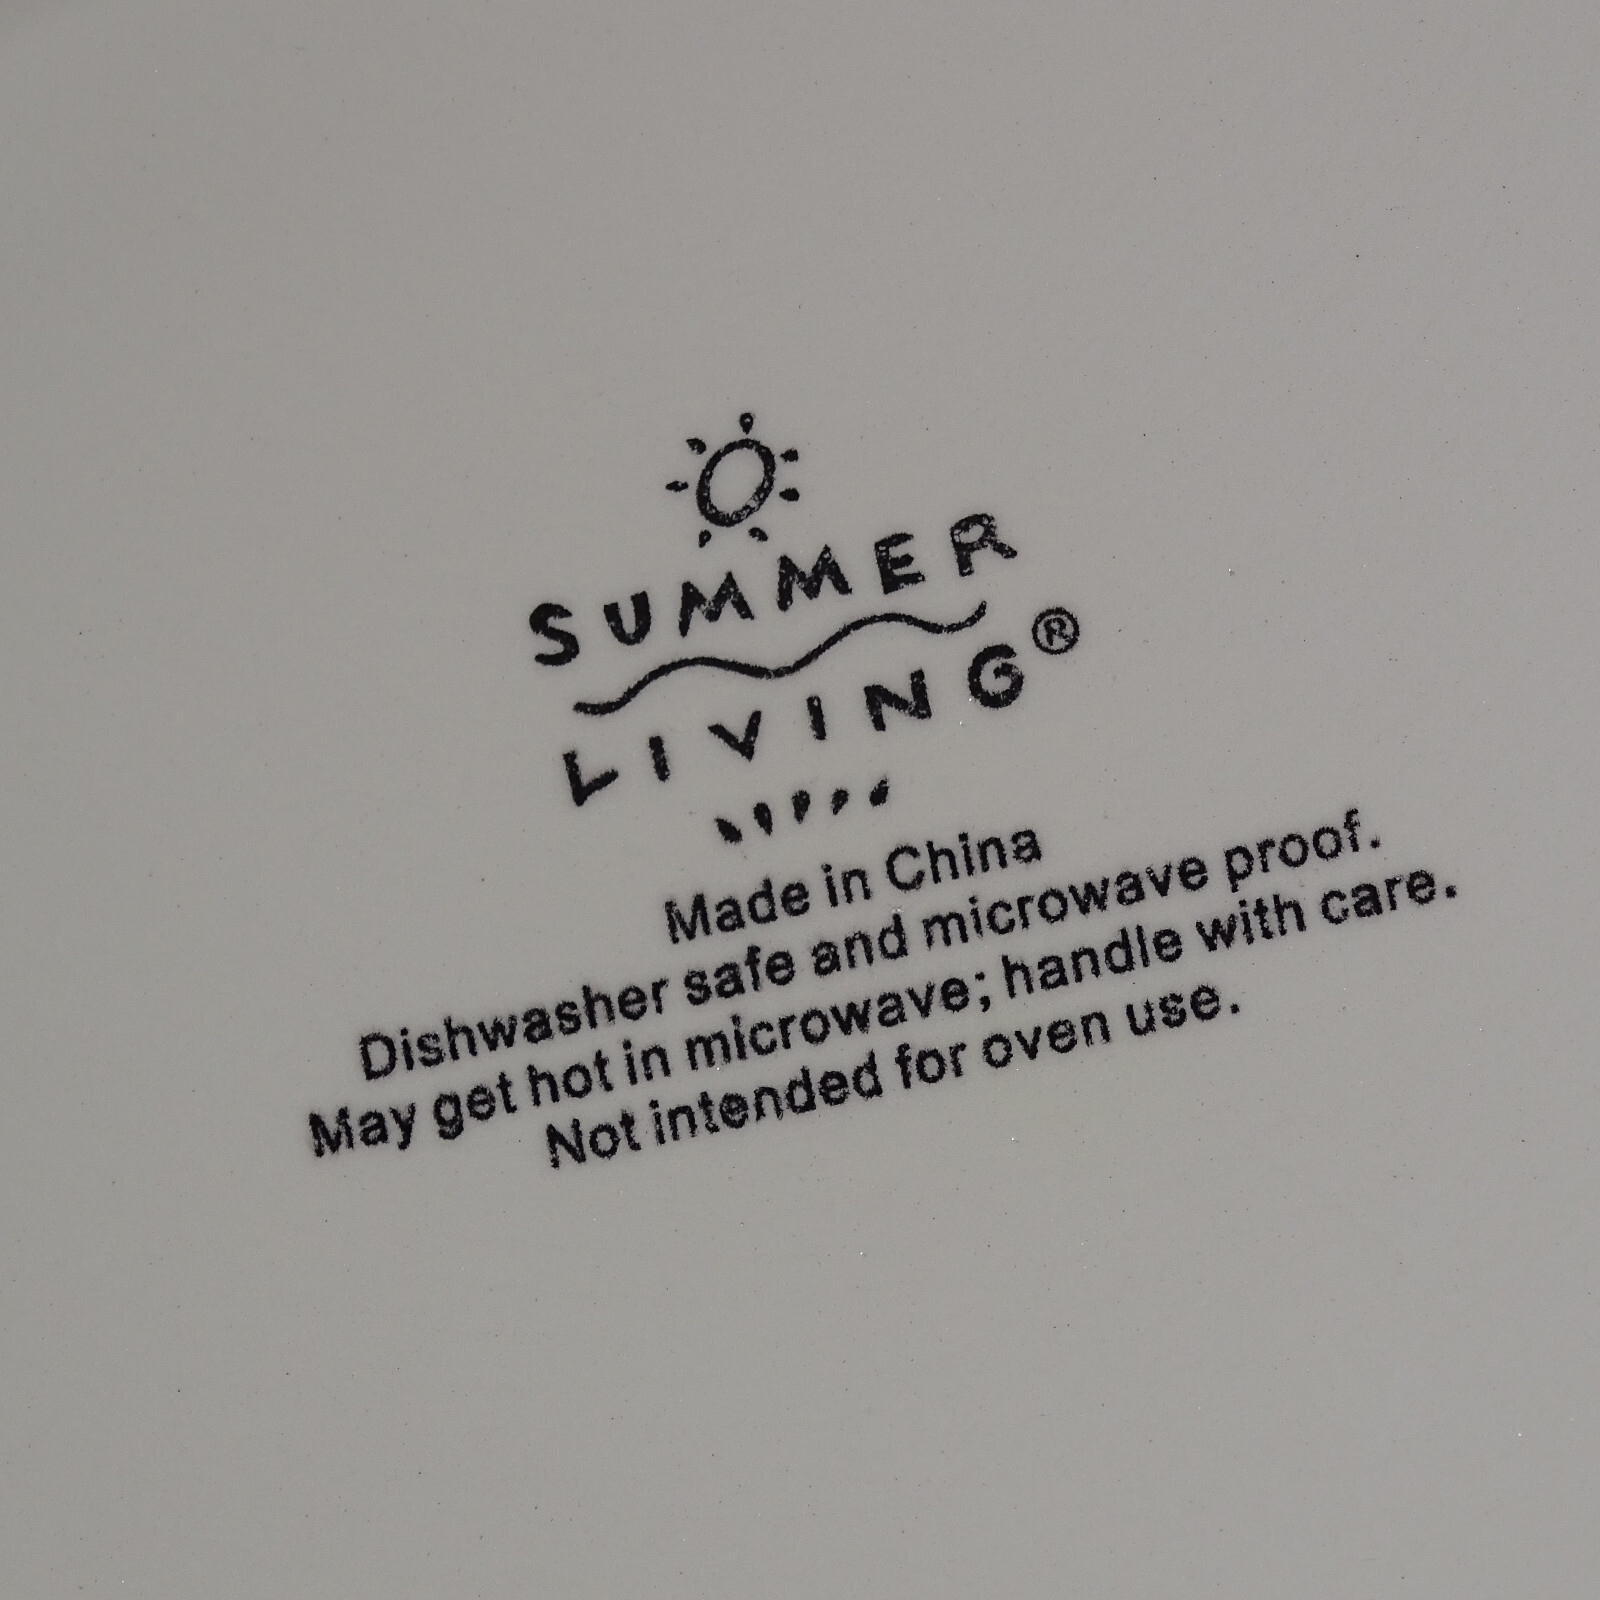 SUMMER
LIVING®
Made in China
Dishwasher safe and microwave proof.
May get hot in microwave; handle with care.
Not intended for oven use.